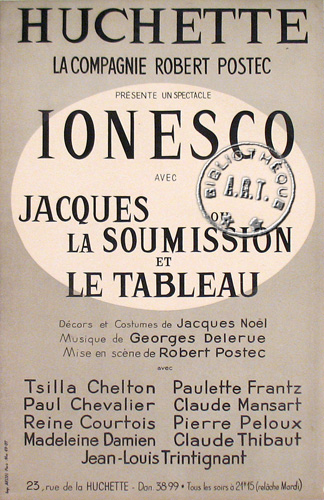 HUCHETTE
LA COMPAGNIE ROBERT POSTEC
PRÉSENTE UN SPECTACLE
IONESCO
AVEC
JACQUES OU
LA SOUMISSION
ET
LE TABLEAU
BIBLIOTHÈQUE
A.R.T.
Décors et Costumes de Jacques Noël
Musique de Georges Delerue
Mise en scène de Robert Postec
avec
Tsilla Chelton Paulette Frantz
Paul Chevalier Claude Mansart
Reine Courtois Pierre Peloux
Madeleine Damien Claude Thibaut
Jean-Louis Trintignant
23, rue de la HUCHETTE - Dan 38.99 • Tous les soirs à 21h15 (relâche Mardi)